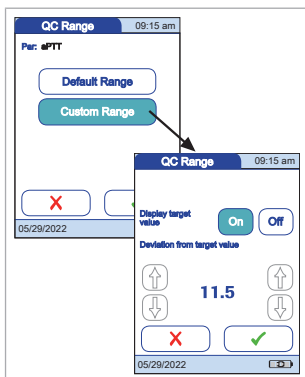 QC Range 09:15 am
Par: aPTT
Default Range
Custom Range
05/29/2022
QC Range 09:15 am
Display target
value
On Off
Deviation from target value
11.5
05/29/2022